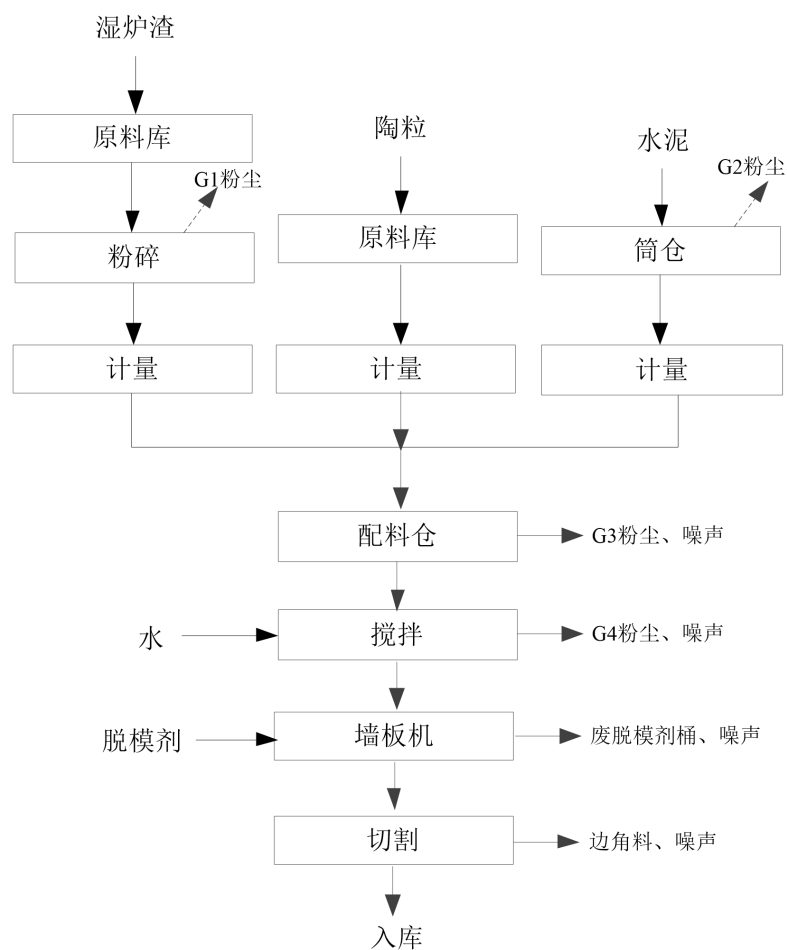 湿炉渣
原料库
G1粉尘
粉碎
计量
陶粒
原料库
计量
水泥
G2粉尘
筒仓
计量
配料仓
G3粉尘、噪声
水
搅拌
G4粉尘、噪声
脱模剂
墙板机
废脱模剂桶、噪声
切割
边角料、噪声
入库